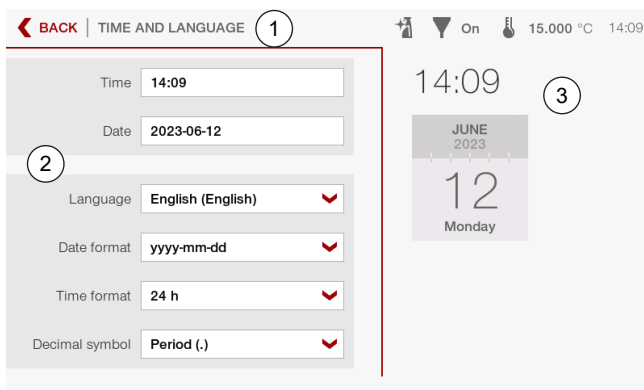 BACK | TIME AND LANGUAGE 1
On 15.000 °C 14:09
Time 14:09
Date 2023-06-12
2
Language English (English)
Date format yyyy-mm-dd
Time format 24 h
Decimal symbol Period (.)
14:09
3
JUNE
2023
12
Monday